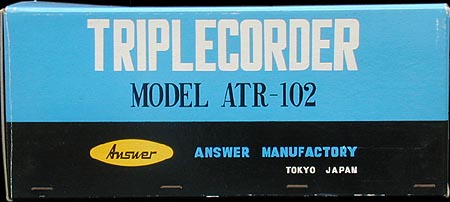 TRIPLECORDER
MODEL ATR-102
Answer
ANSWER MANUFACTORY
TOKYO JAPAN